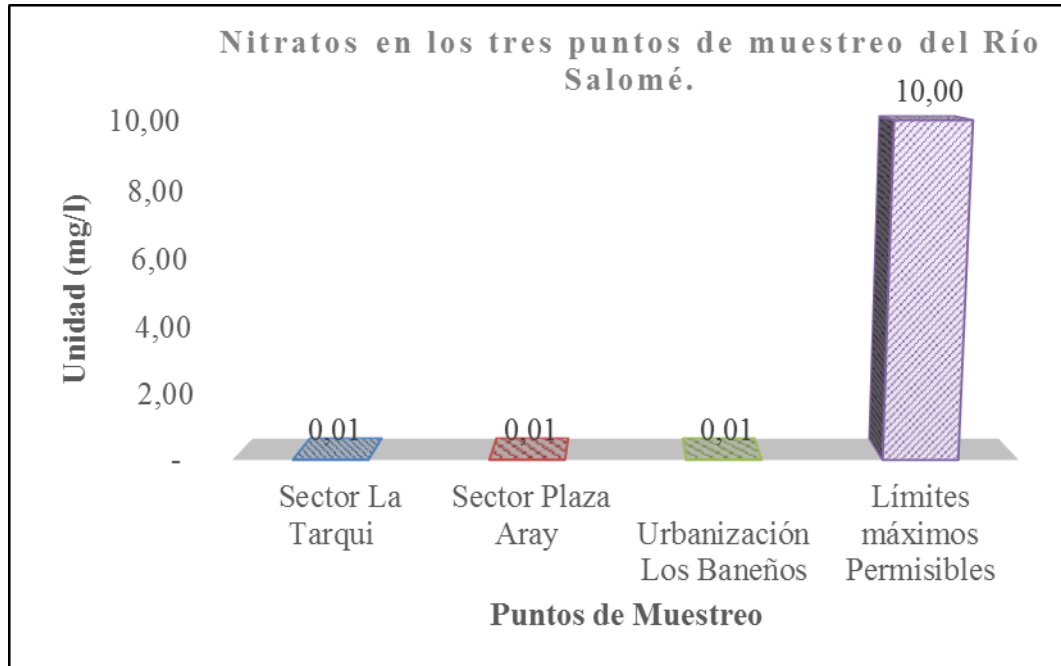 Nitratos en los tres puntos de muestreo del Río
Salomé.
Unidad (mg/l)
10,00
8,00
6,00
4,00
2,00
-
0,01
0,01
0,01
10,00
Sector La
Tarqui
Sector Plaza
Aray
Urbanización
Los Baneños
Límites
máximos
Permisibles
Puntos de Muestreo